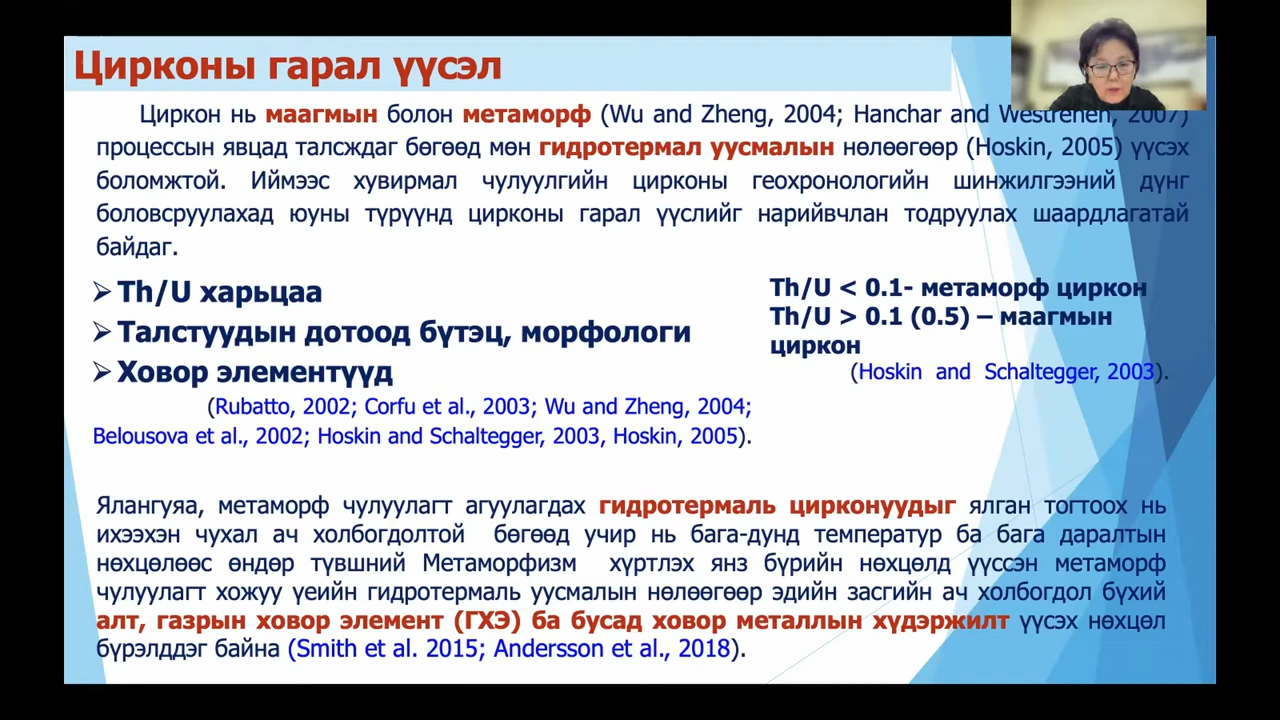 Цирконы гарал үүсэл
Циркон нь маагмын болон метаморф (Wu and Zheng, 2004; Hanchar and Westrenen, 2007)
процессын явцад талсждаг бөгөөд мөн гидротермал уусмалын нөлөөгөөр (Hoskin, 2005) үүсэх
боломжтой. Иймээс хувирмал чулуулгийн цирконы геохронологийн шинжилгээний дүнг
боловсруулахад юуны түрүүнд цирконы гарал үүслийг нарийвчлан тодруулах шаардлагатай
байдаг.
➢ Th/U харьцаа
➢ Талстуудын дотоод бүтэц, морфологи
➢ Ховор элементүүд
(Rubatto, 2002; Corfu et al., 2003; Wu and Zheng, 2004;
Belousova et al., 2002; Hoskin and Schaltegger, 2003, Hoskin, 2005).
Th/U < 0.1- метаморф циркон
Th/U > 0.1 (0.5) – маагмын
циркон
(Hoskin and Schaltegger, 2003).
Ялангуяа, метаморф чулуулагт агуулагдах гидротермаль цирконуудыг ялган тогтоох нь
ихээхэн чухал ач холбогдолтой бөгөөд учир нь бага-дунд температур ба бага даралтын
нөхцөлөөс өндөр түвшний Метаморфизм хүртлэх янз бүрийн нөхцөлд үүссэн метаморф
чулуулагт хожуу үеийн гидротермаль уусмалын нөлөөгөөр эдийн засгийн ач холбогдол бүхий
алт, газрын ховор элемент (ГХЭ) ба бусад ховор металлын хүдэржилт үүсэх нөхцөл
бүрэлддэг байна (Smith et al. 2015; Andersson et al., 2018).